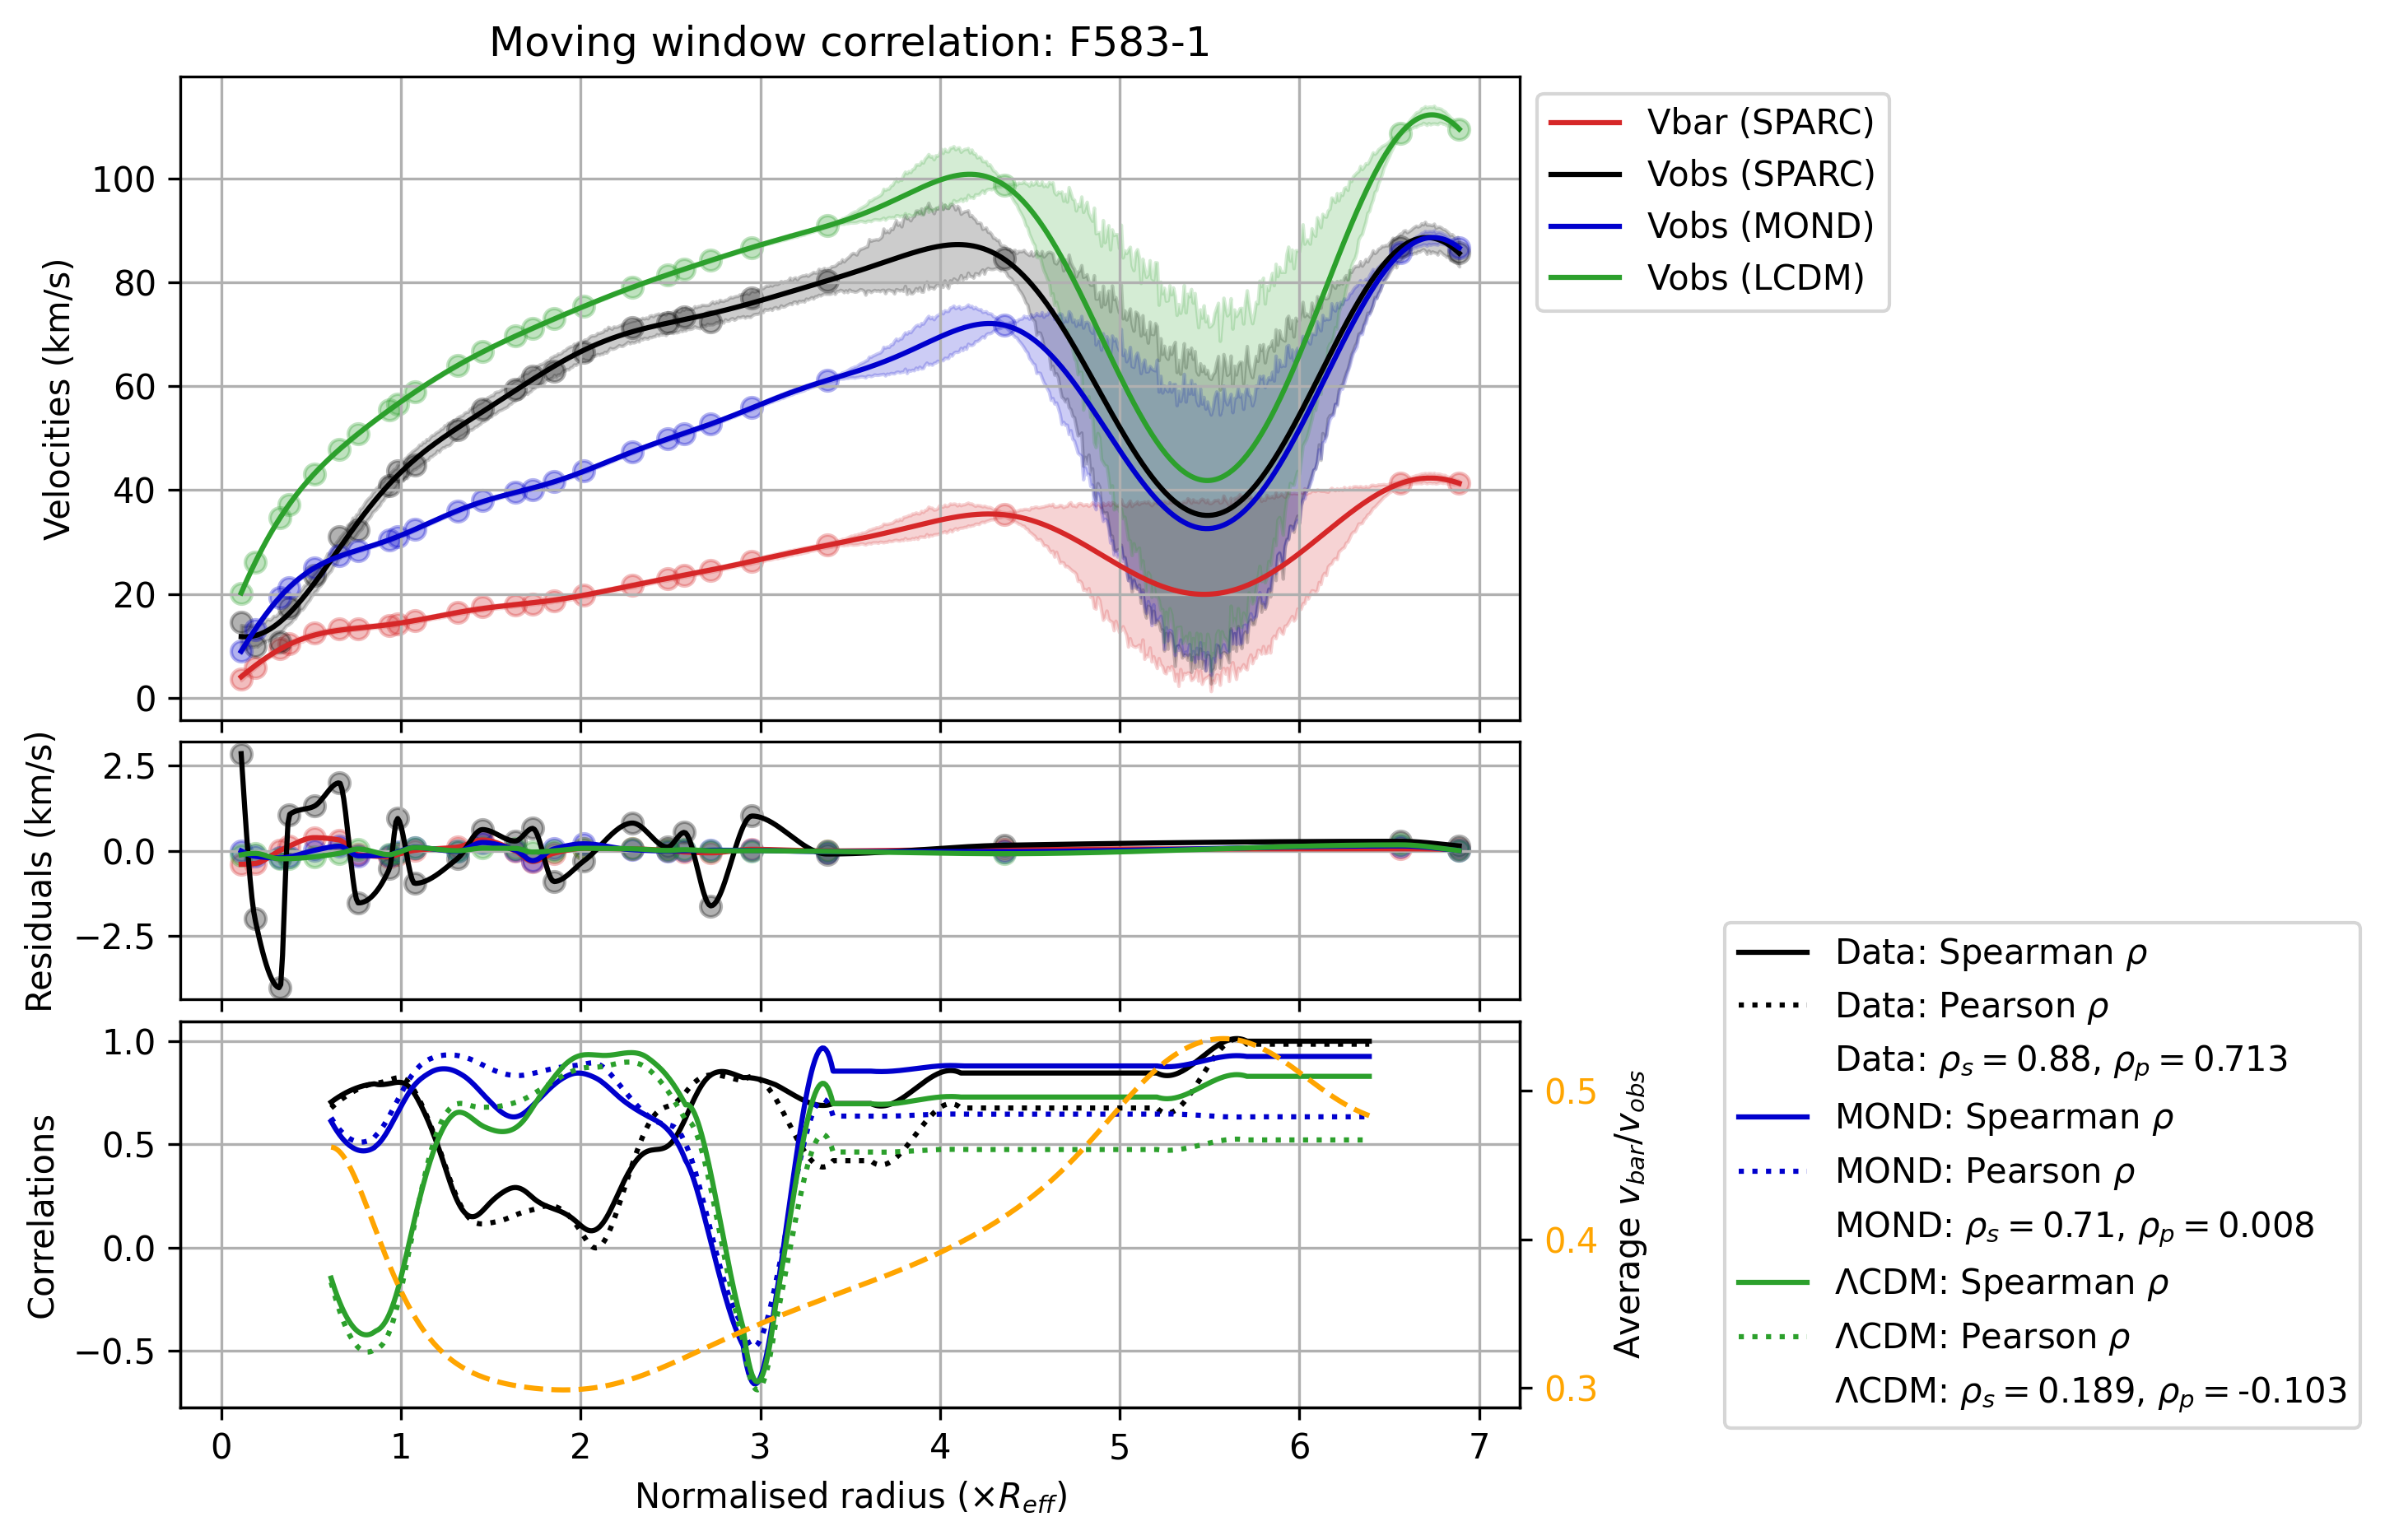 Moving window correlation: F583-1
Velocities (km/s)
100
80
60
40
20
0
Vbar (SPARC)
Vobs (SPARC)
Vobs (MOND)
Vobs (LCDM)
Residuals (km/s)
2.5
0.0
−2.5
Correlations
1.0
0.5
0.0
−0.5
0.5
0.4
0.3
Average v_bar/v_obs
0 1 2 3 4 5 6 7
Normalised radius (×R_eff)
Data: Spearman ρ
Data: Pearson ρ
Data: ρ_s = 0.88, ρ_p = 0.713
MOND: Spearman ρ
MOND: Pearson ρ
MOND: ρ_s = 0.71, ρ_p = 0.008
ΛCDM: Spearman ρ
ΛCDM: Pearson ρ
ΛCDM: ρ_s = 0.189, ρ_p = -0.103